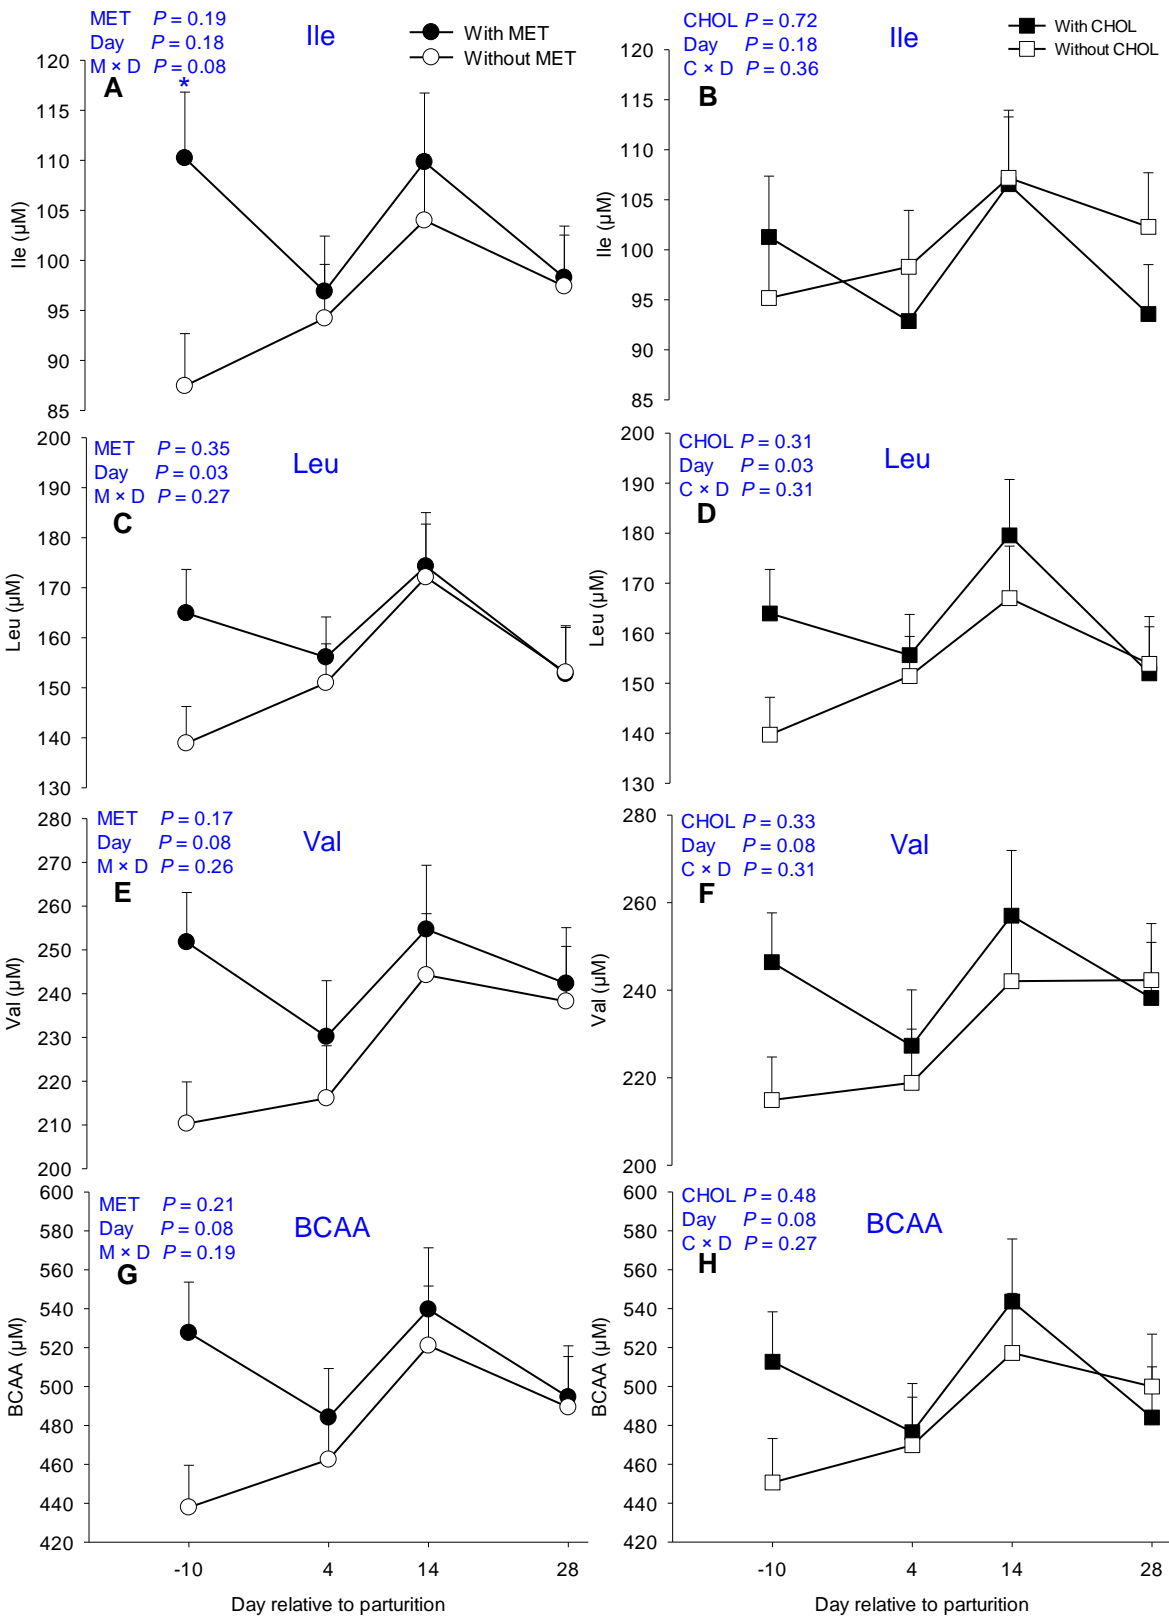 MET P = 0.19
Day P = 0.18
M × D P = 0.08
*
A
Ile
With MET
Without MET
120
115
110
105
100
95
90
85
Ile (µM)
CHOL P = 0.72
Day P = 0.18
C × D P = 0.36
B
Ile
With CHOL
Without CHOL
120
115
110
105
100
95
90
85
Ile (µM)
MET P = 0.35
Day P = 0.03
M × D P = 0.27
C
Leu
200
190
180
170
160
150
140
130
Leu (µM)
CHOL P = 0.31
Day P = 0.03
C × D P = 0.31
D
Leu
200
190
180
170
160
150
140
130
Leu (µM)
MET P = 0.17
Day P = 0.08
M × D P = 0.26
E
Val
280
270
260
250
240
230
220
210
200
Val (µM)
CHOL P = 0.33
Day P = 0.08
C × D P = 0.31
F
Val
280
260
240
220
200
Val (µM)
MET P = 0.21
Day P = 0.08
M × D P = 0.19
G
BCAA
600
580
560
540
520
500
480
460
440
420
BCAA (µM)
-10 4 14 28
Day relative to parturition
CHOL P = 0.48
Day P = 0.08
C × D P = 0.27
H
BCAA
600
580
560
540
520
500
480
460
440
420
BCAA (µM)
-10 4 14 28
Day relative to parturition